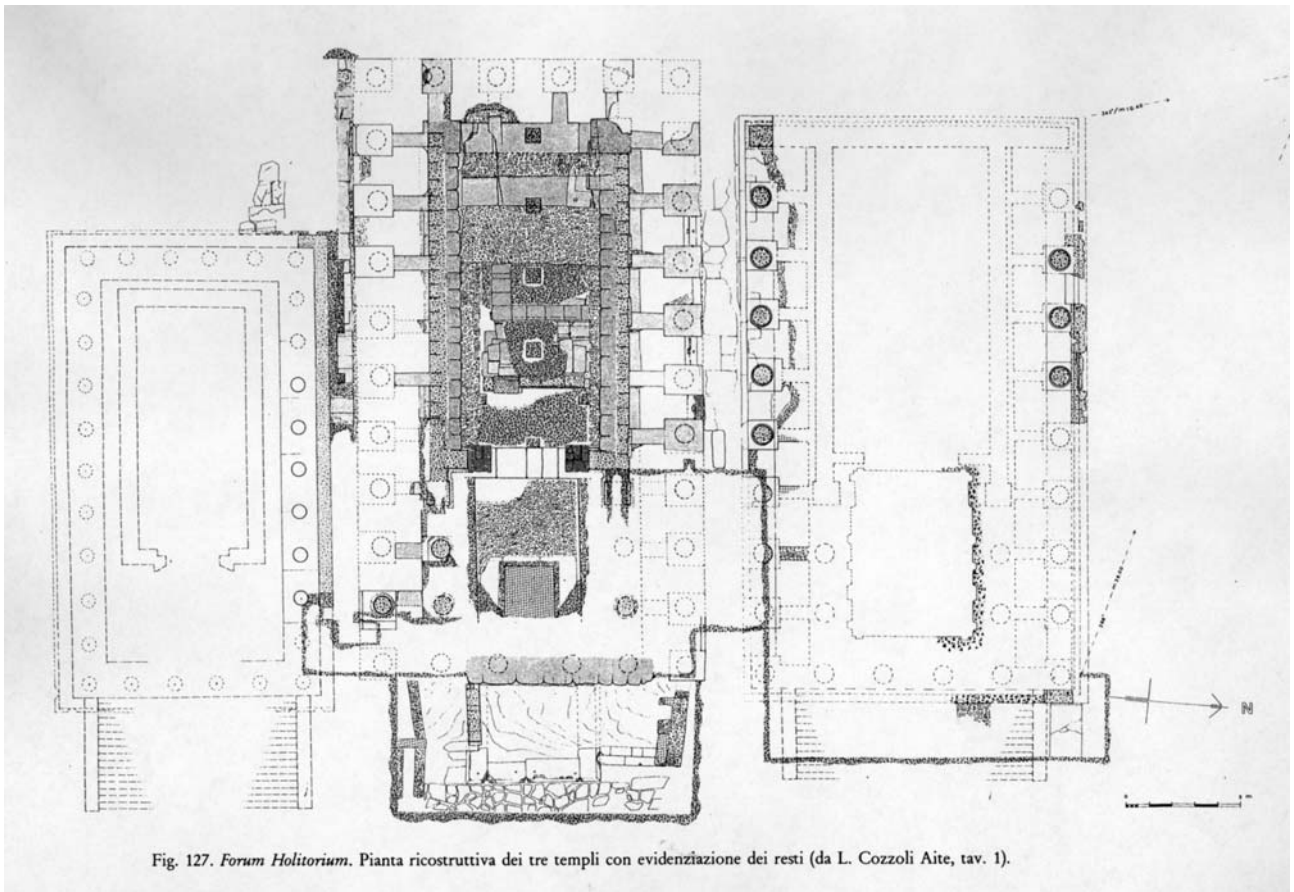 N
Fig. 127. Forum Holitorium. Pianta ricostruttiva dei tre templi con evidenziazione dei resti (da L. Cozzoli Aite, tav. 1).